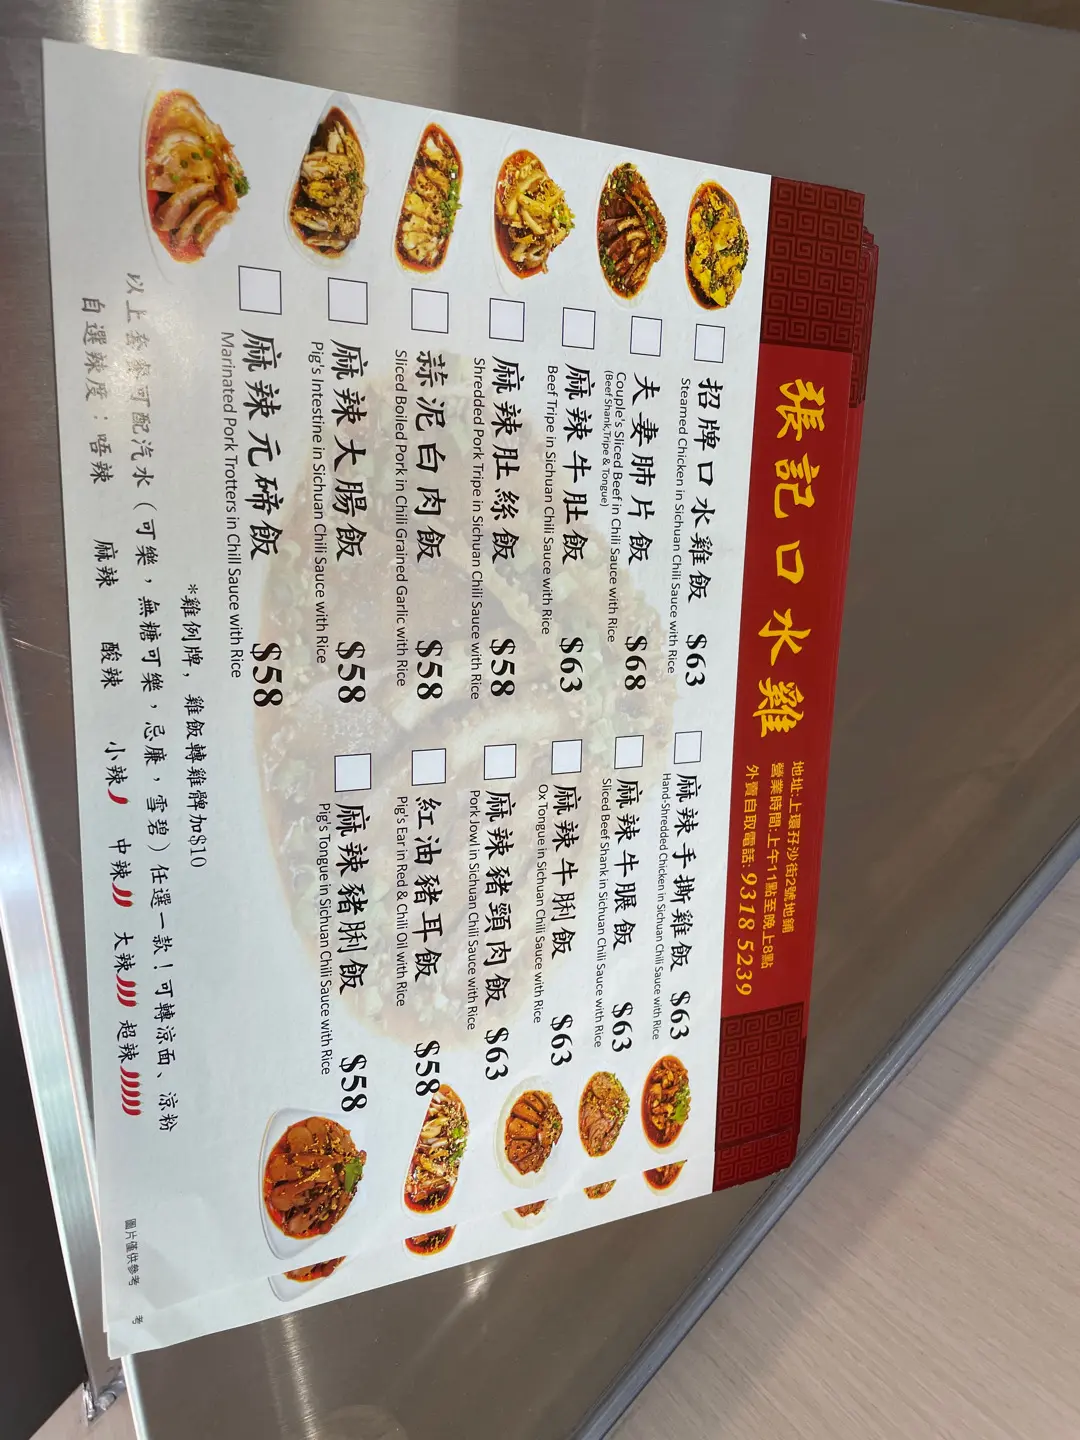 張記口水雞
地址:上環孖沙街2號地鋪
營業時間:上午11點至晚上8點
外賣自取電話:9318 5239
招牌口水雞飯 $63
Steamed Chicken in Sichuan Chili Sauce with Rice
夫妻肺片飯 $68
Couple's Sliced Beef in Chili Sauce with Rice
(Beef Shank,Tripe & Tongue)
麻辣牛肚飯 $63
Beef Tripe in Sichuan Chili Sauce with Rice
麻辣肚絲飯 $58
Shredded Pork Tripe in Sichuan Chili Sauce with Rice
蒜泥白肉飯 $58
Sliced Boiled Pork in Chili Grained Garlic with Rice
麻辣大腸飯 $58
Pig's Intestine in Sichuan Chili Sauce with Rice
麻辣元蹄飯 $58
Marinated Pork Trotters in Chill Sauce with Rice
麻辣手撕雞飯 $63
Hand-Shredded Chicken in Sichuan Chili Sauce with Rice
麻辣牛腱飯 $63
Sliced Beef Shank in Sichuan Chili Sauce with Rice
麻辣牛脷飯 $63
Ox Tongue in Sichuan Chili Sauce with Rice
麻辣豬頸肉飯 $63
Pork Jowl in Sichuan Chili Sauce with Rice
紅油豬耳飯 $58
Pig's Ear in Red & Chili Oil with Rice
麻辣豬脷飯 $58
Pig's Tongue in Sichuan Chili Sauce with Rice
*雞例牌，雞飯轉雞髀加$10
以上套餐可配汽水（可樂，無糖可樂，忌廉，雪碧）任選一款！可轉涼面、涼粉
自選辣度：唔辣 麻辣 酸辣 小辣 中辣 大辣 超辣
圖片僅供參考
考